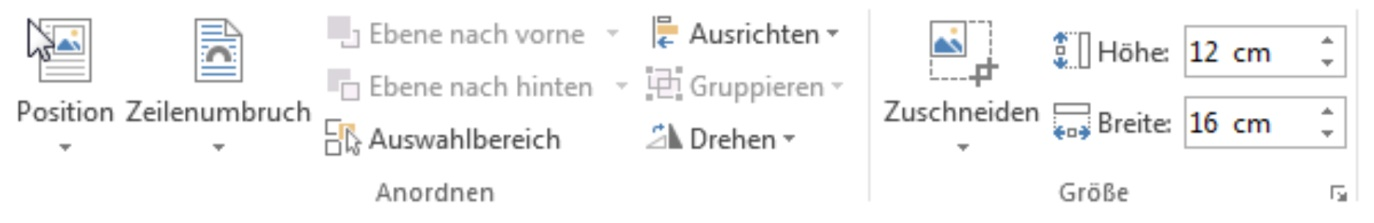 Position
Zeilenumbruch
Ebene nach vorne
Ebene nach hinten
Auswahlbereich
Ausrichten
Gruppieren
Drehen
Anordnen
Zuschneiden
Höhe: 12 cm
Breite: 16 cm
Größe